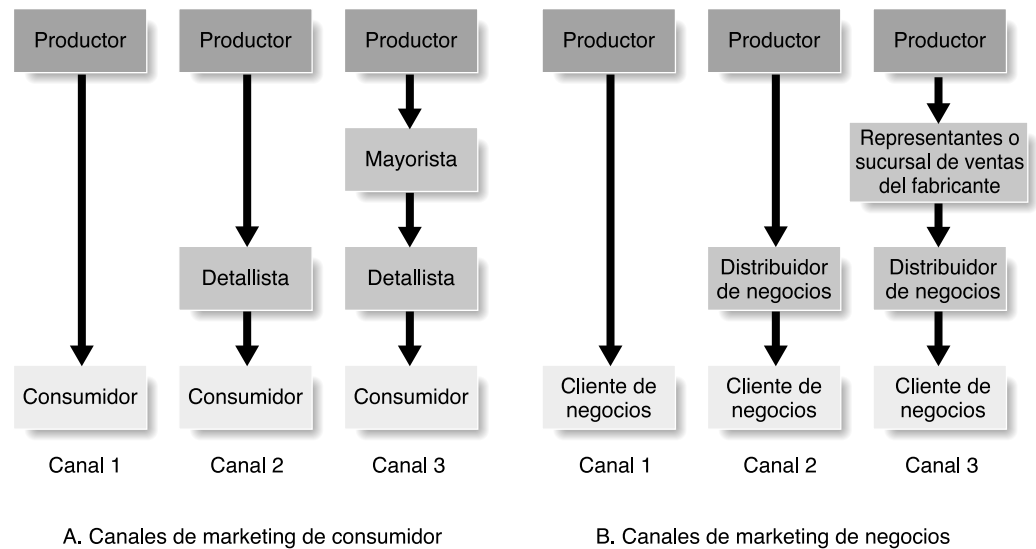 Productor
Productor
Productor
Productor
Productor
Productor
Mayorista
Representantes o
sucursal de ventas
del fabricante
Detallista
Detallista
Distribuidor
de negocios
Distribuidor
de negocios
Consumidor
Consumidor
Consumidor
Cliente de
negocios
Cliente de
negocios
Cliente de
negocios
Canal 1
Canal 2
Canal 3
Canal 1
Canal 2
Canal 3
A. Canales de marketing de consumidor
B. Canales de marketing de negocios